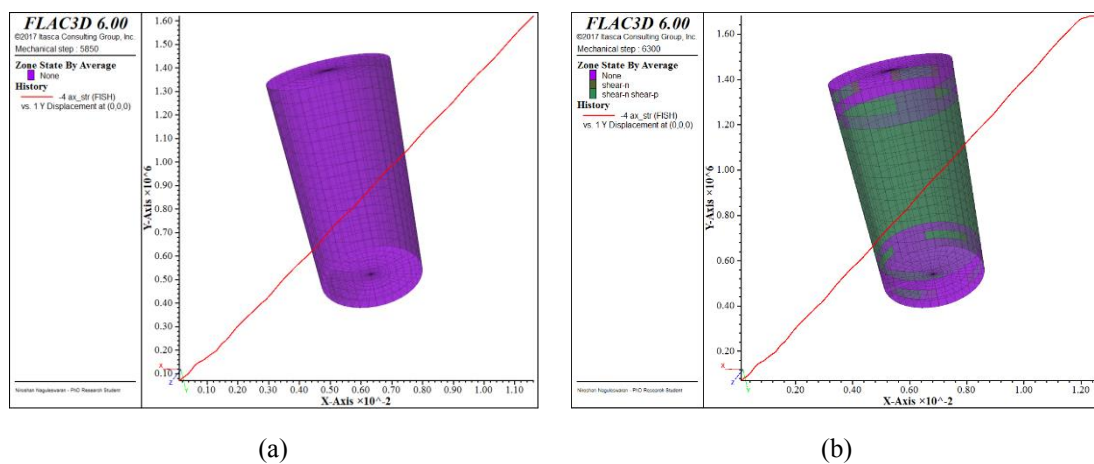 FLAC3D 6.00
©2017 Itasca Consulting Group, Inc.
Mechanical step : 5850
Zone State By Average
None
History
-4 ax_str (FISH)
vs. 1 Y Displacement at (0,0,0)
PhD Research Student
Y-Axis ×10^6
1.60
1.50
1.40
1.30
1.20
1.10
1.00
0.90
0.80
0.70
0.60
0.50
0.40
0.30
0.20
0.10
0.10 0.20 0.30 0.40 0.50 0.60 0.70 0.80 0.90 1.00 1.10
X-Axis ×10^-2
X
Z
(a)
FLAC3D 6.00
©2017 Itasca Consulting Group, Inc.
Mechanical step : 6300
Zone State By Average
None
shear-n
shear-n shear-p
History
-4 ax_str (FISH)
vs. 1 Y Displacement at (0,0,0)
PhD Research Student
Y-Axis ×10^6
1.60
1.40
1.20
1.00
0.80
0.60
0.40
0.20
0.20 0.40 0.60 0.80 1.00 1.20
X-Axis ×10^-2
X
Z
(b)